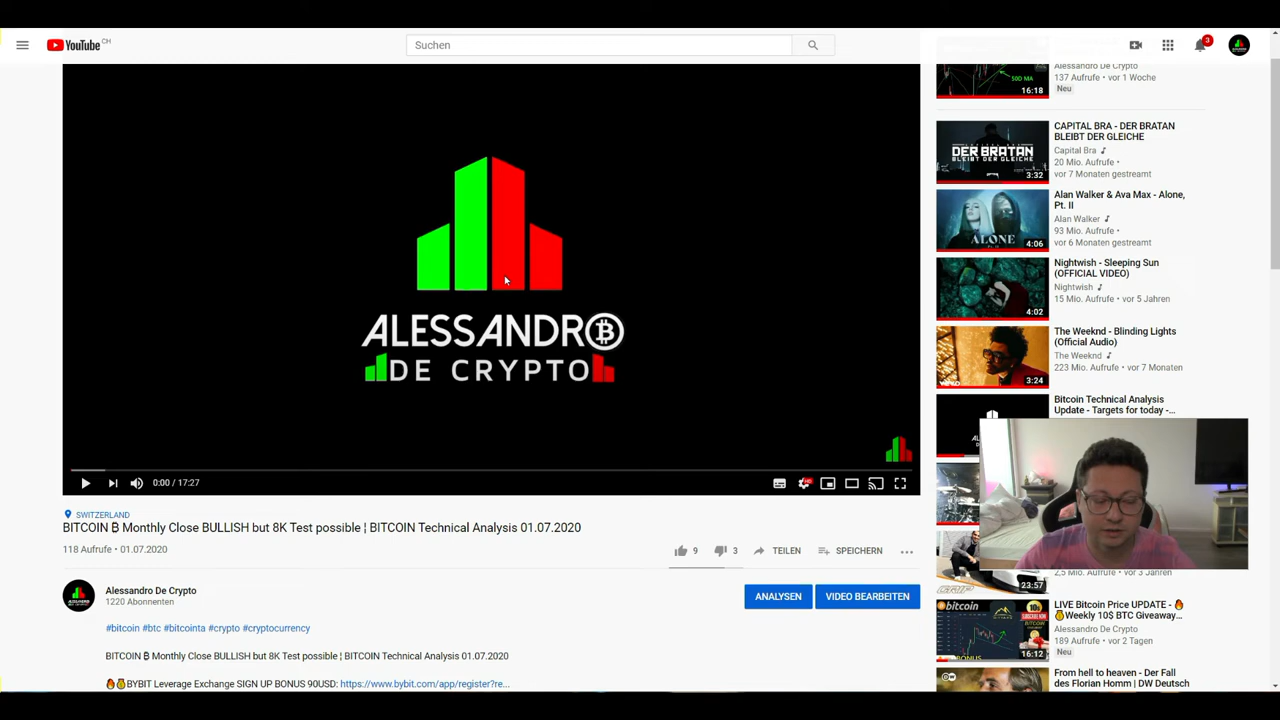 YouTube CH
Suchen
3
Alessandro De Crypto
137 Aufrufe • vor 1 Woche
Neu
50D MA
16:18
CAPITAL BRA - DER BRATAN
BLEIBT DER GLEICHE
Capital Bra
20 Mio. Aufrufe •
vor 7 Monaten gestreamt
DER BRATAN
BLEIBT DER GLEICHE
3:32
Alan Walker & Ava Max - Alone,
Pt. II
Alan Walker
93 Mio. Aufrufe •
vor 6 Monaten gestreamt
ALONE
4:06
Nightwish - Sleeping Sun
(OFFICIAL VIDEO)
Nightwish
15 Mio. Aufrufe • vor 5 Jahren
4:02
The Weeknd - Blinding Lights
(Official Audio)
The Weeknd
223 Mio. Aufrufe • vor 7 Monaten
vevo
3:24
Bitcoin Technical Analysis
Update - Targets for today -...
2,5 Mio. Aufrufe • vor 3 Jahren
GRIP
23:57
LIVE Bitcoin Price UPDATE - 🔥
💰Weekly 10$ BTC Giveaway...
Alessandro De Crypto
189 Aufrufe • vor 2 Tagen
Neu
bitcoin
BONUS
16:12
From hell to heaven - Der Fall
des Florian Homm | DW Deutsch
ALESSANDRO
DE CRYPTO
0:00 / 17:27
HD
SWITZERLAND
BITCOIN ₿ Monthly Close BULLISH but 8K Test possible | BITCOIN Technical Analysis 01.07.2020
118 Aufrufe • 01.07.2020
9
3
TEILEN
SPEICHERN
Alessandro De Crypto
1220 Abonnenten
ANALYSEN
VIDEO BEARBEITEN
#bitcoin #btc #bitcointa #crypto #cryptocurrency
BITCOIN ₿ Monthly Close BULLISH but 8K Test possible | BITCOIN Technical Analysis 01.07.2020
🔥💰BYBIT Leverage Exchange SIGN UP BONUS 90USD: https://www.bybit.com/app/register?re...